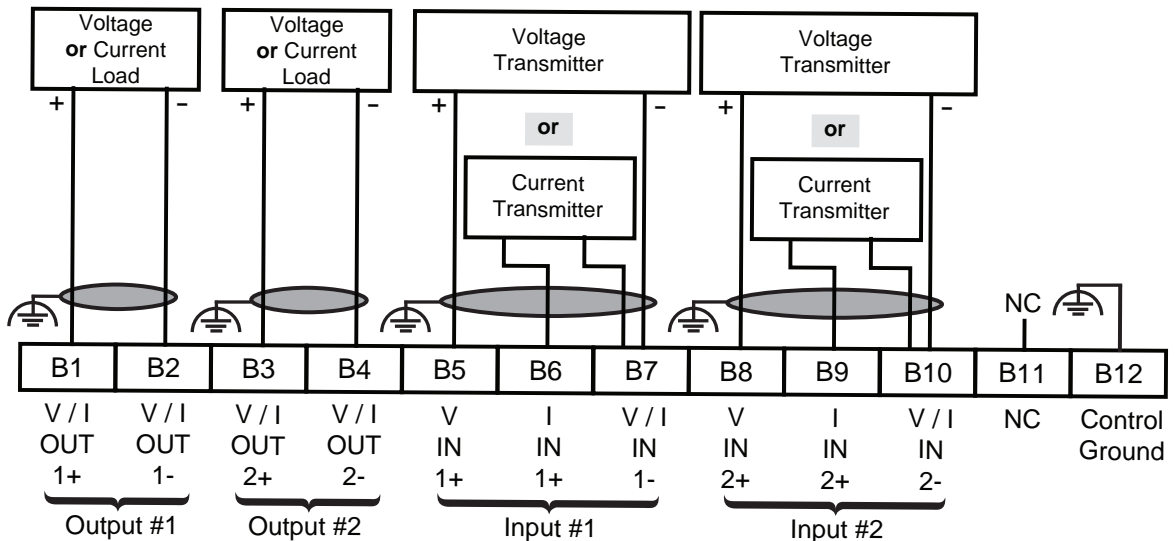 Voltage
or Current
Load
Voltage
or Current
Load
Voltage
Transmitter
Voltage
Transmitter
+ -
+ -
+ -
+ -
or
or
Current
Transmitter
Current
Transmitter
NC
B1 B2 B3 B4 B5 B6 B7 B8 B9 B10 B11 B12
V / I V / I V / I V / I V I V / I V I V / I NC Control
OUT OUT OUT OUT IN IN IN IN IN IN Ground
1+ 1- 2+ 2- 1+ 1+ 1- 2+ 2+ 2-
Output #1 Output #2 Input #1 Input #2